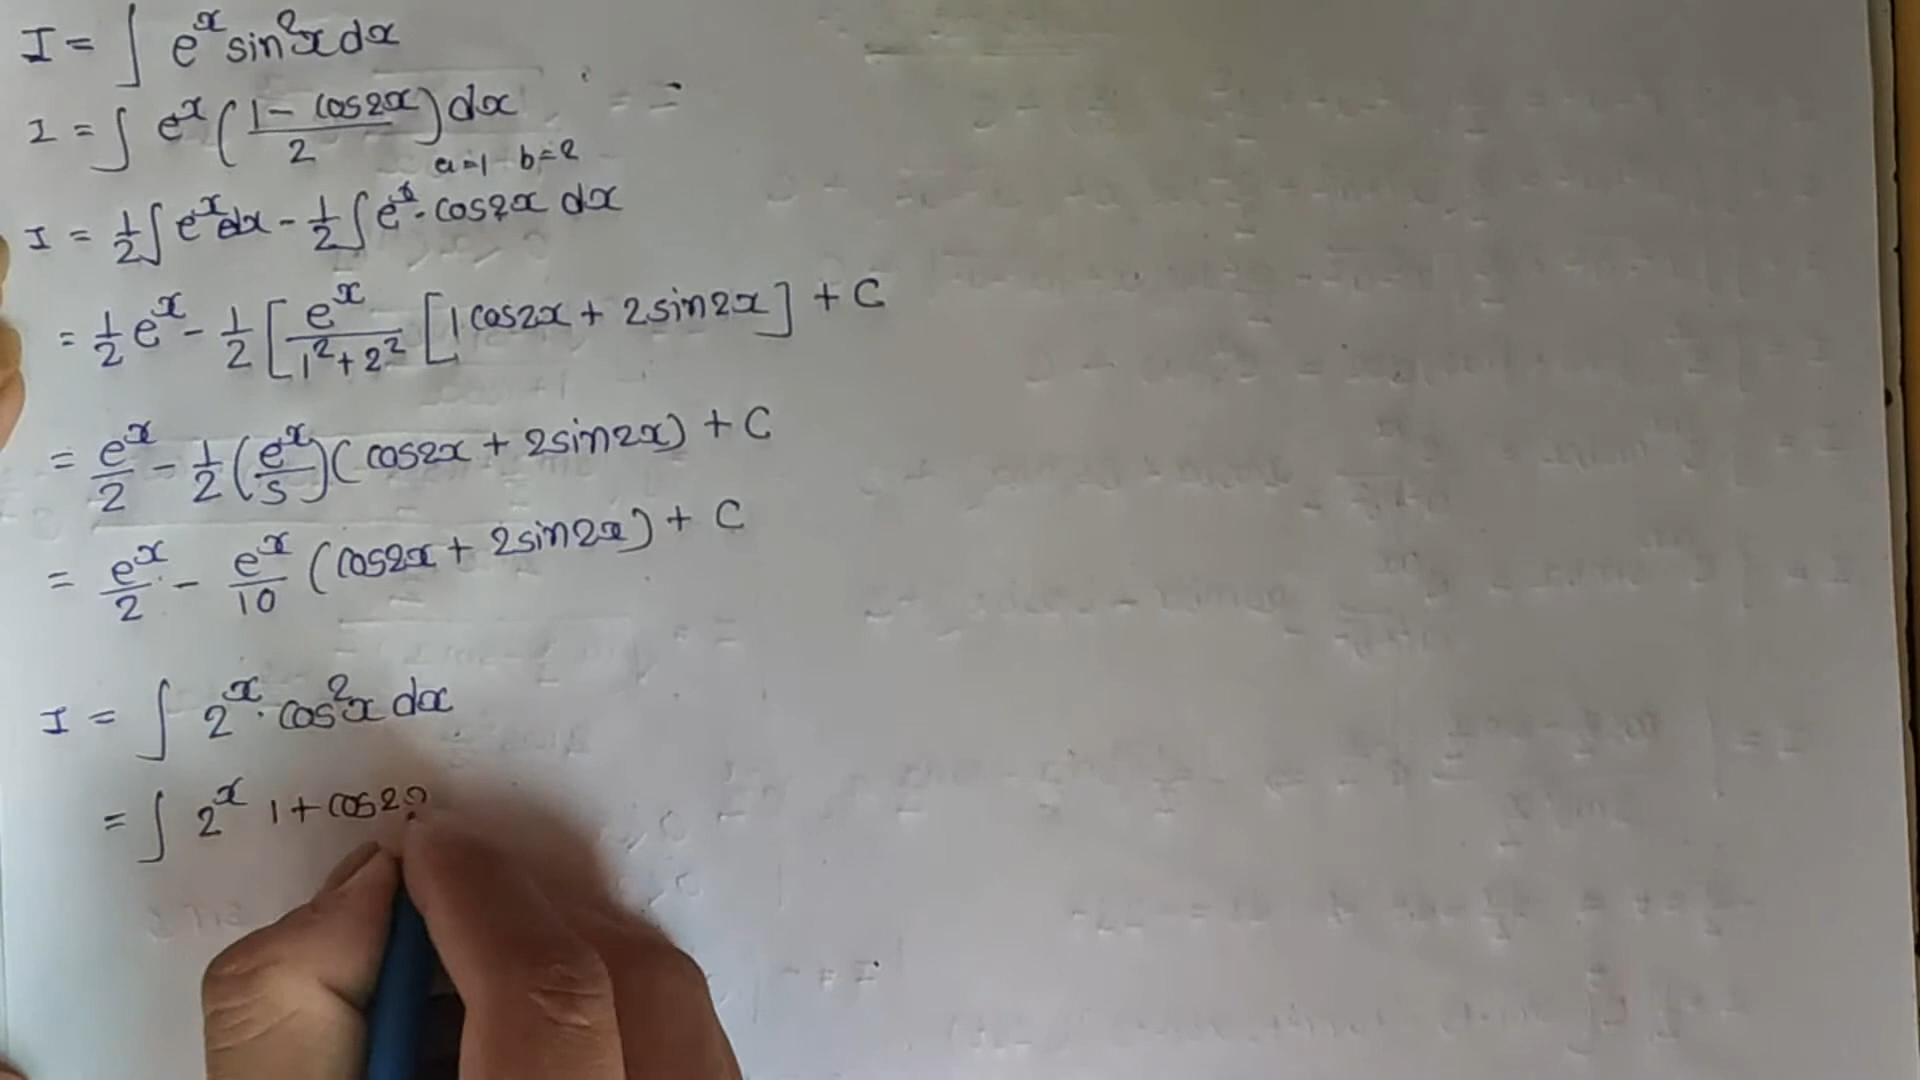 I = ∫ e^x sin²x dx
I = ∫ e^x ( (1 - cos2x)/2 ) dx
a=1 b=2
I = 1/2 ∫ e^x dx - 1/2 ∫ e^x · cos2x dx
= 1/2 e^x - 1/2 [ e^x/(1²+2²) [1 cos2x + 2 sin2x] + C
= e^x/2 - 1/2 (e^x/5) (cos2x + 2sin2x) + C
= e^x/2 - e^x/10 (cos2x + 2sin2x) + C
I = ∫ 2^x · cos²x dx
= ∫ 2^x 1 + cos2